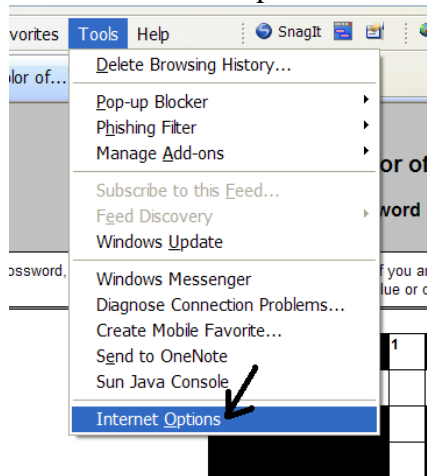 vorites Tools Help SnagIt
lor of...
Delete Browsing History...
Pop-up Blocker
Phishing Filter
Manage Add-ons
or of
Subscribe to this Feed...
Feed Discovery
word
Windows Update
ossword,
f you ar
Windows Messenger
lue or c
Diagnose Connection Problems...
Create Mobile Favorite...
1
Send to OneNote
Sun Java Console
Internet Options